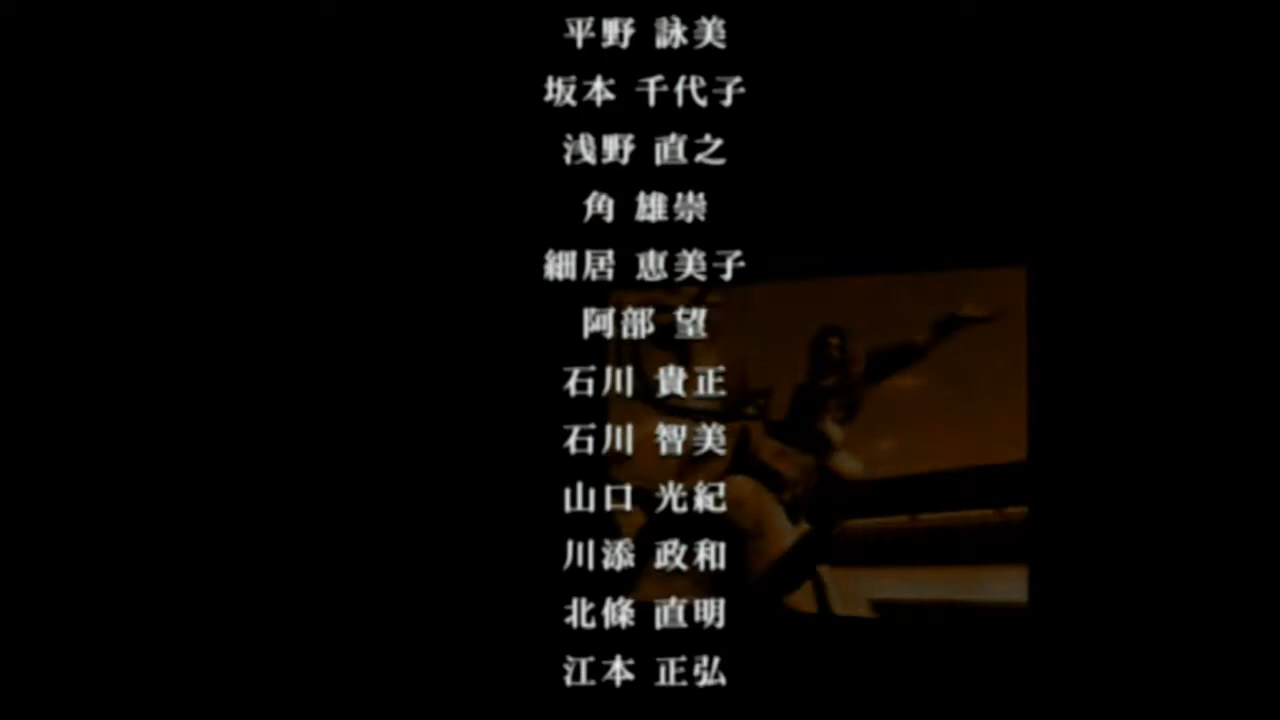 平野 詠美
坂本 千代子
浅野 直之
角 雄崇
細居 恵美子
阿部 望
石川 貴正
石川 智美
山口 光紀
川添 政和
北條 直明
江本 正弘